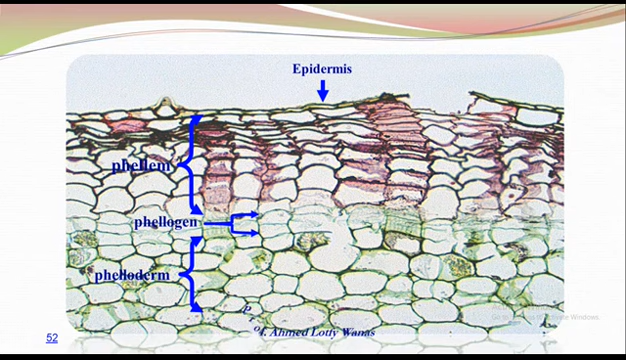 Epidermis
phellem
phellogen
phelloderm
Ahmed Lotfy Wanas
52